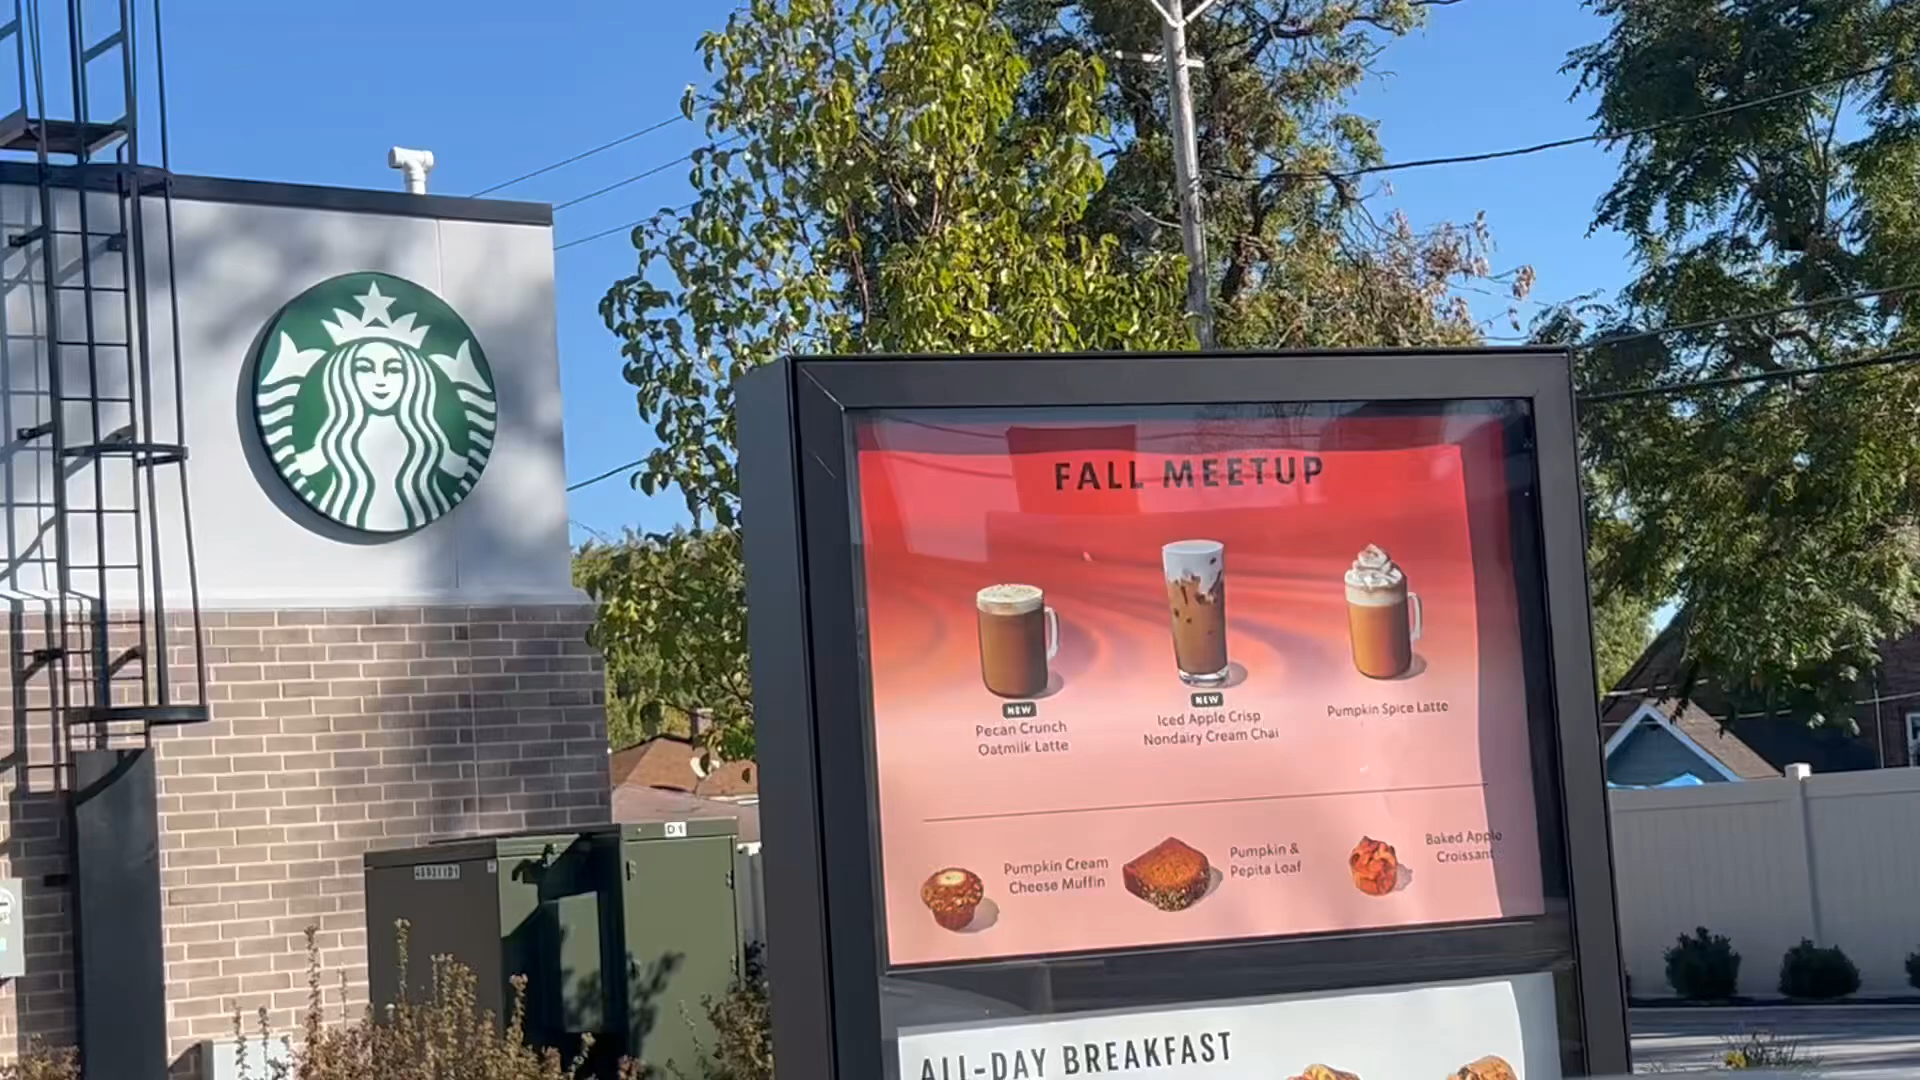 FALL MEETUP
NEW
Pecan Crunch
Oatmilk Latte
NEW
Iced Apple Crisp
Nondairy Cream Chai
Pumpkin Spice Latte
Pumpkin Cream
Cheese Muffin
Pumpkin &
Pepita Loaf
Baked Apple
Croissant
D1
ALL-DAY BREAKFAST